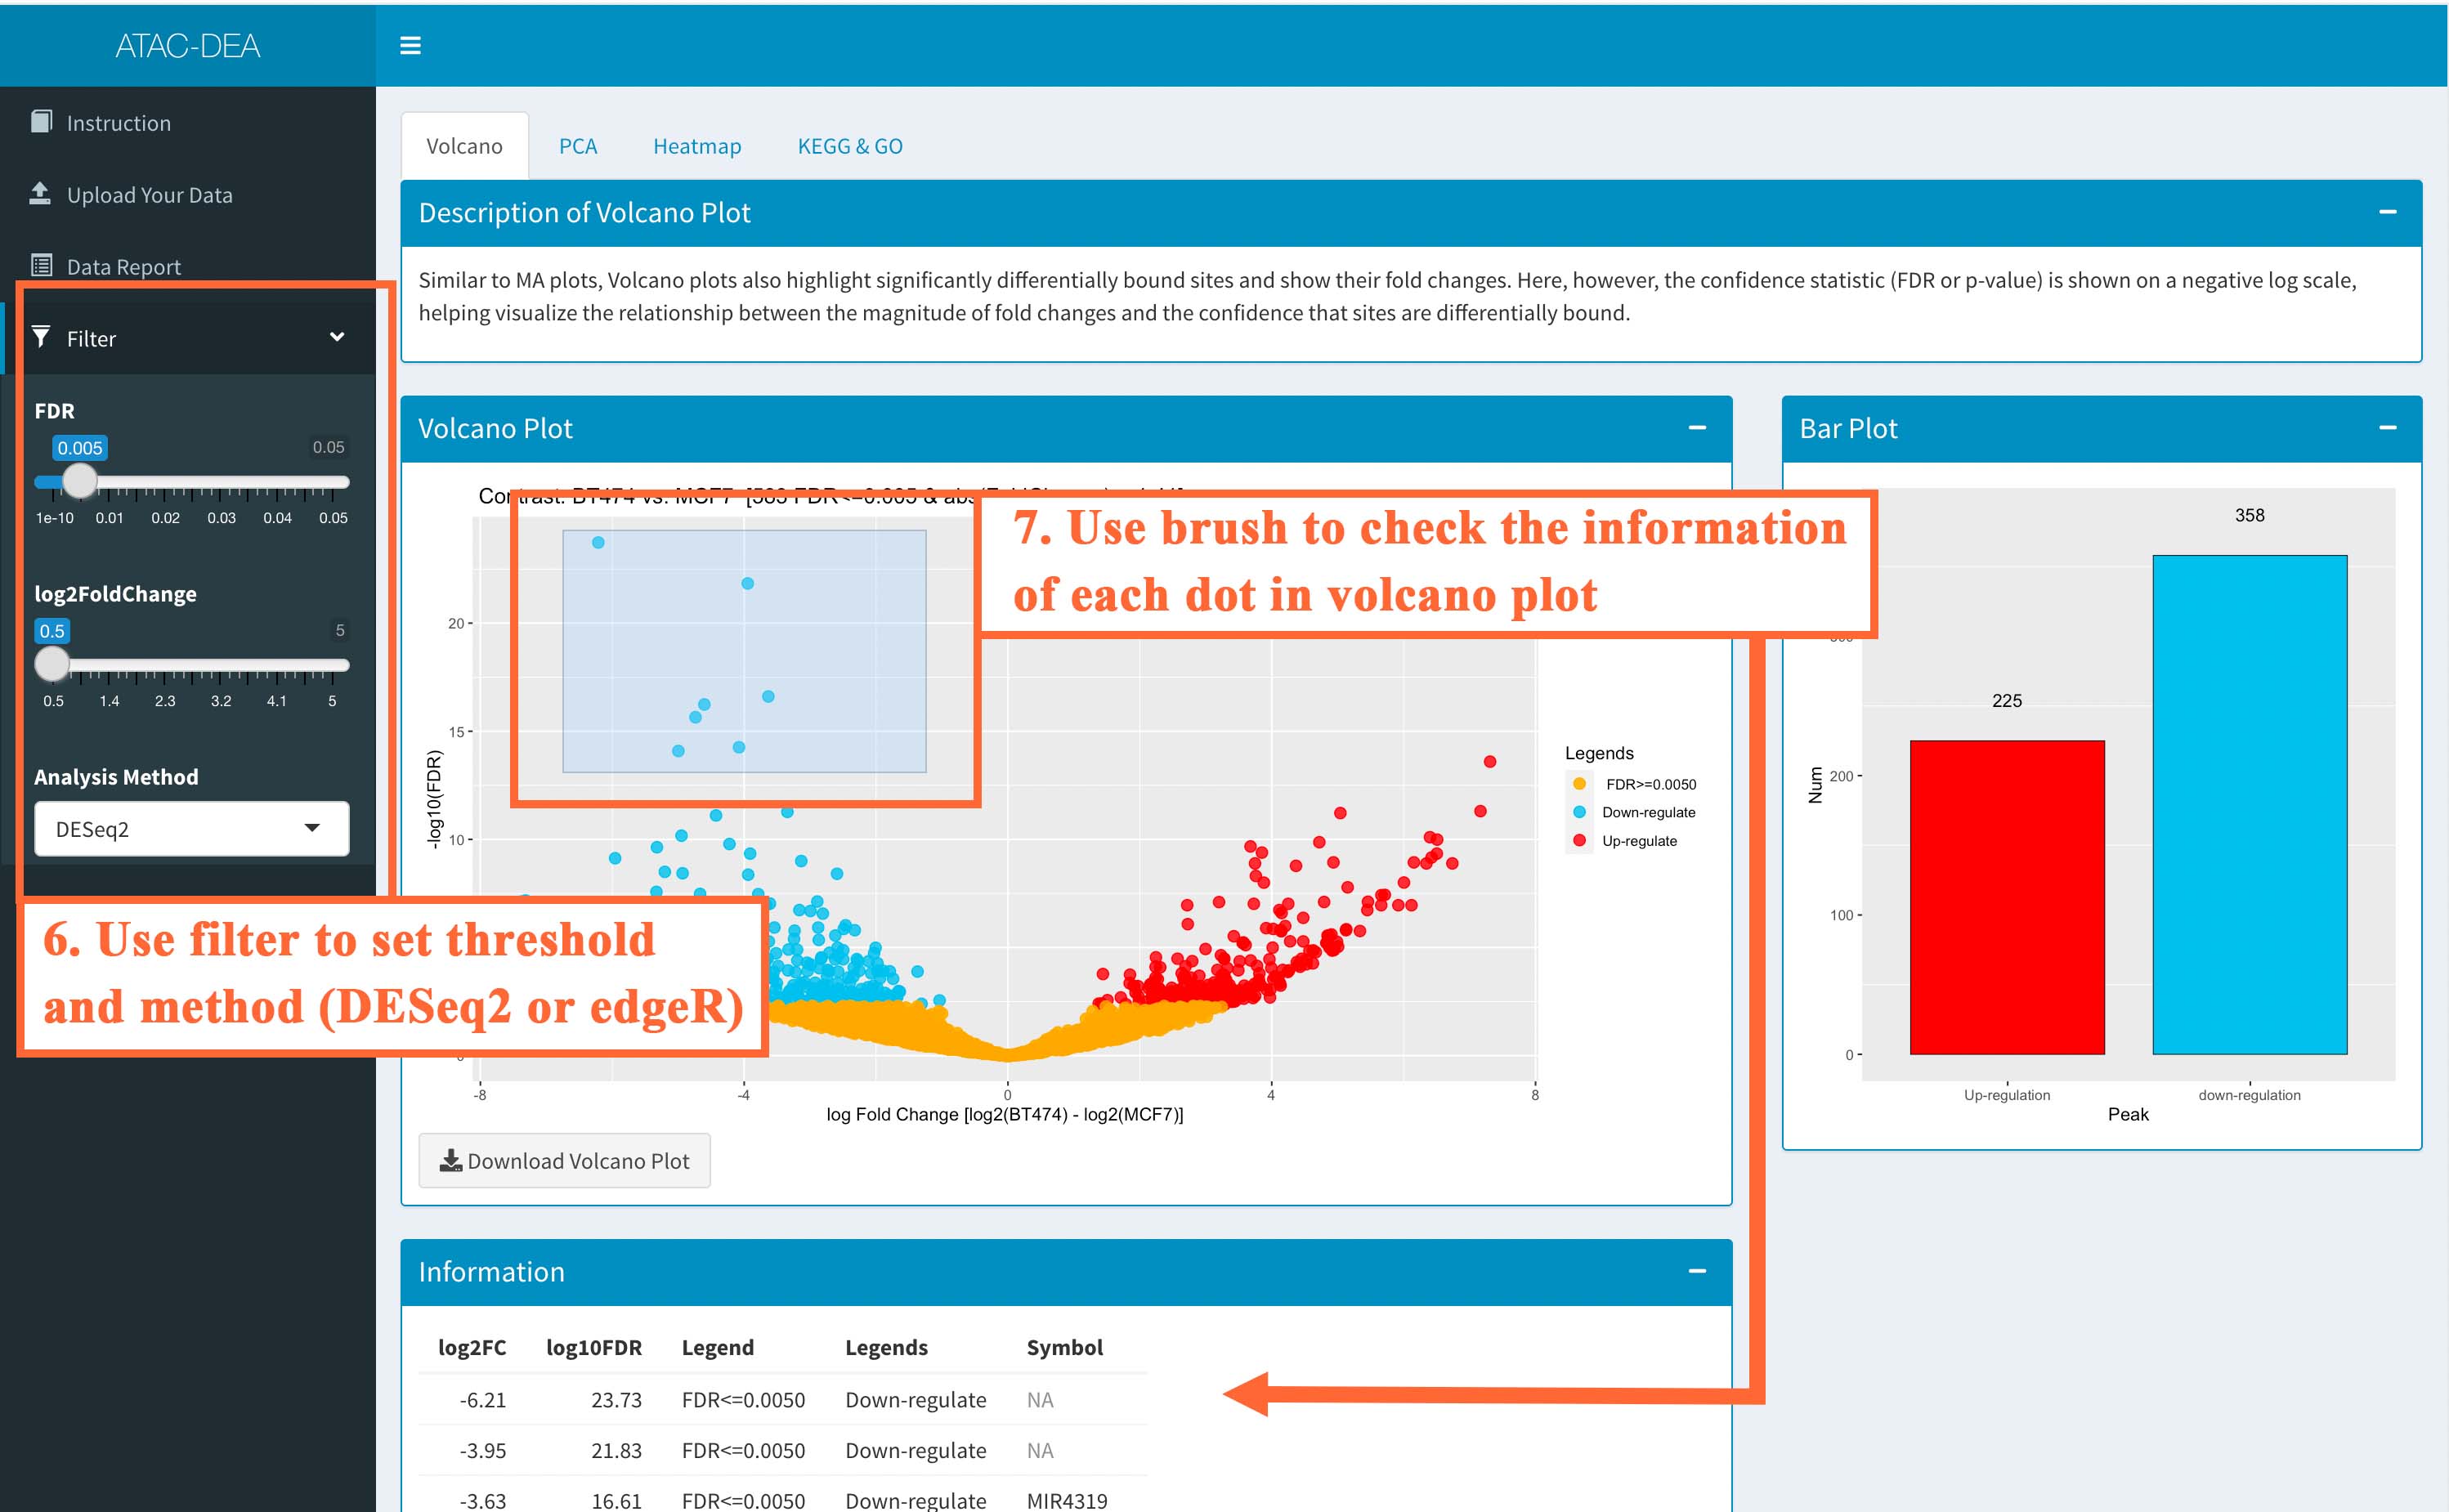 ATAC-DEA
Instruction
Upload Your Data
Data Report
Filter
FDR
0.005 0.05
1e-10 0.01 0.02 0.03 0.04 0.05
log2FoldChange
0.5 5
0.5 1.4 2.3 3.2 4.1 5
Analysis Method
DESeq2
6. Use filter to set threshold
and method (DESeq2 or edgeR)
Volcano PCA Heatmap KEGG & GO
Description of Volcano Plot
Similar to MA plots, Volcano plots also highlight significantly differentially bound sites and show their fold changes. Here, however, the confidence statistic (FDR or p-value) is shown on a negative log scale,
helping visualize the relationship between the magnitude of fold changes and the confidence that sites are differentially bound.
Volcano Plot
Contrast: BT474 vs. MCF7 [583 FDR<=0.005 & abs
7. Use brush to check the information
of each dot in volcano plot
20
15
10
-log10(FDR)
-8 -4 0 4 8
log Fold Change [log2(BT474) - log2(MCF7)]
Legends
FDR>=0.0050
Down-regulate
Up-regulate
Download Volcano Plot
Bar Plot
358
225
200
100
0
Num
Up-regulation down-regulation
Peak
Information
log2FC log10FDR Legend Legends Symbol
-6.21 23.73 FDR<=0.0050 Down-regulate NA
-3.95 21.83 FDR<=0.0050 Down-regulate NA
-3.63 16.61 FDR<=0.0050 Down-regulate MIR4319